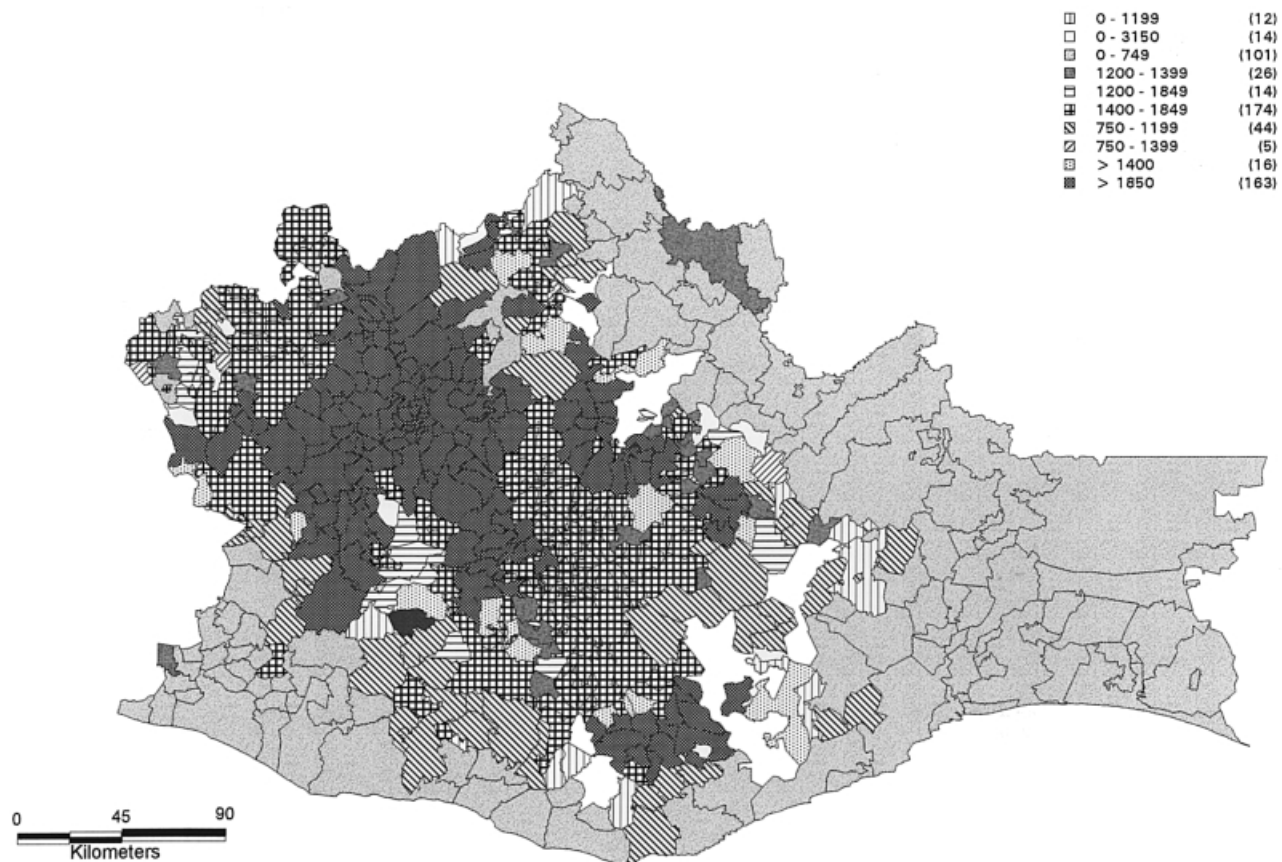 0 - 1199 (12)
0 - 3150 (14)
0 - 749 (101)
1200 - 1399 (26)
1200 - 1849 (14)
1400 - 1849 (174)
750 - 1199 (44)
750 - 1399 (5)
> 1400 (16)
> 1850 (163)
0 45 90
Kilometers